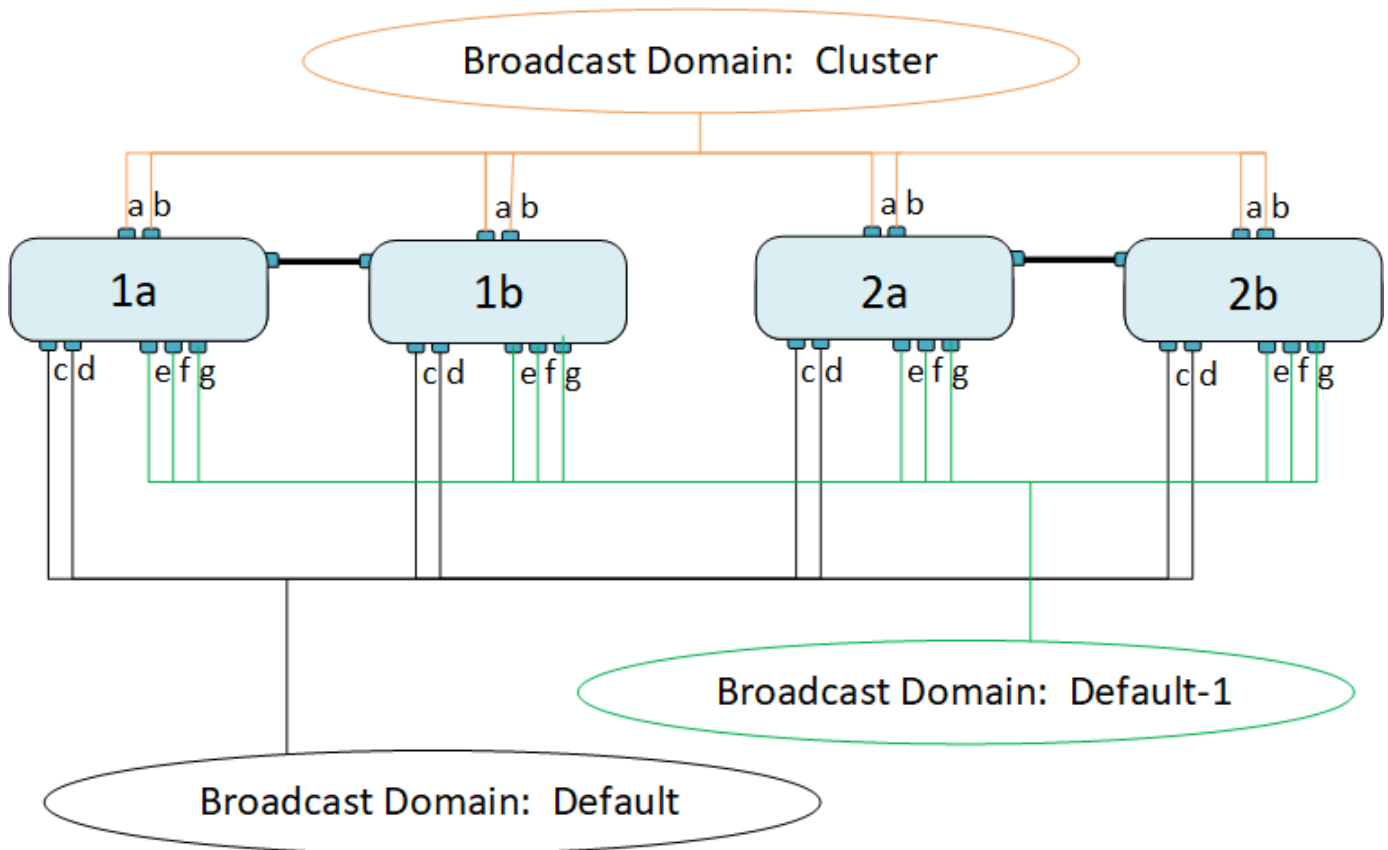 Broadcast Domain: Cluster
a b a b a b a b
1a 1b 2a 2b
c d e f g c d e f g c d e f g c d e f g
Broadcast Domain: Default-1
Broadcast Domain: Default